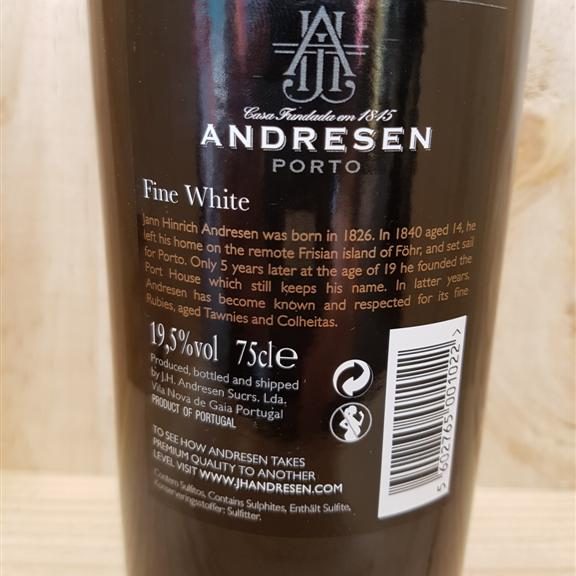 Casa Fundada em 1845
ANDRESEN
PORTO
Fine White
Jann Hinrich Andresen was born in 1826. In 1840 aged 14, he
left his home on the remote Frisian island of Föhr, and set sail
for Porto. Only 5 years later at the age of 19 he founded the
Port House which still keeps his name. In latter years,
Andresen has become known and respected for its fine
Rubies, aged Tawnies and Colheitas.
19,5%vol 75cle
Produced, bottled and shipped
by J.H. Andresen Sucrs. Lda.
Vila Nova de Gaia Portugal
PRODUCT OF PORTUGAL
TO SEE HOW ANDRESEN TAKES
PREMIUM QUALITY TO ANOTHER
LEVEL VISIT WWW.JHANDRESEN.COM
Contém Sulfitos, Contains Sulphites, Enthält Sulfite,
Konserveringsstoffer: Sulfitter.
5 602765 001022 >